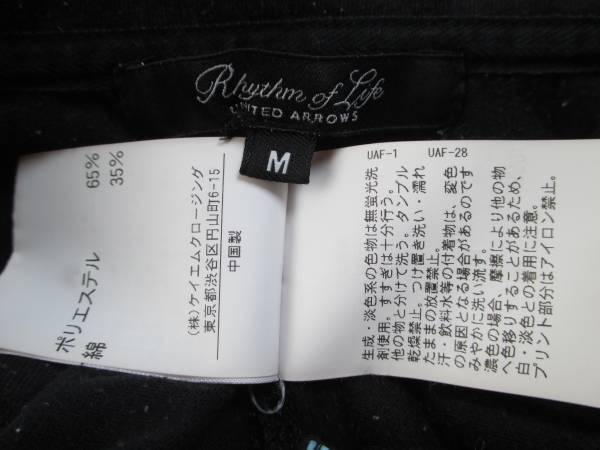 Rhythm of Life
UNITED ARROWS
M
ポリエステル 65%
綿 35%
(株)ケイエムクロージング
東京都渋谷区円山町6-15
中国製
UAF-1 UAF-28
生成・淡色系の色物は無蛍光洗
剤使用。すすぎは十分行う。
他の物と分けて洗う。タンブル
乾燥禁止。つけ置き洗い・濡れ
たままの放置禁止。
汗・飲料水等の付着物は、変色
の原因となる場合があるのです
みやかに洗い流す。
濃色の場合、摩擦により他の物
へ色移りすることがあるため、
白・淡色との着用に注意。
プリント部分はアイロン禁止。